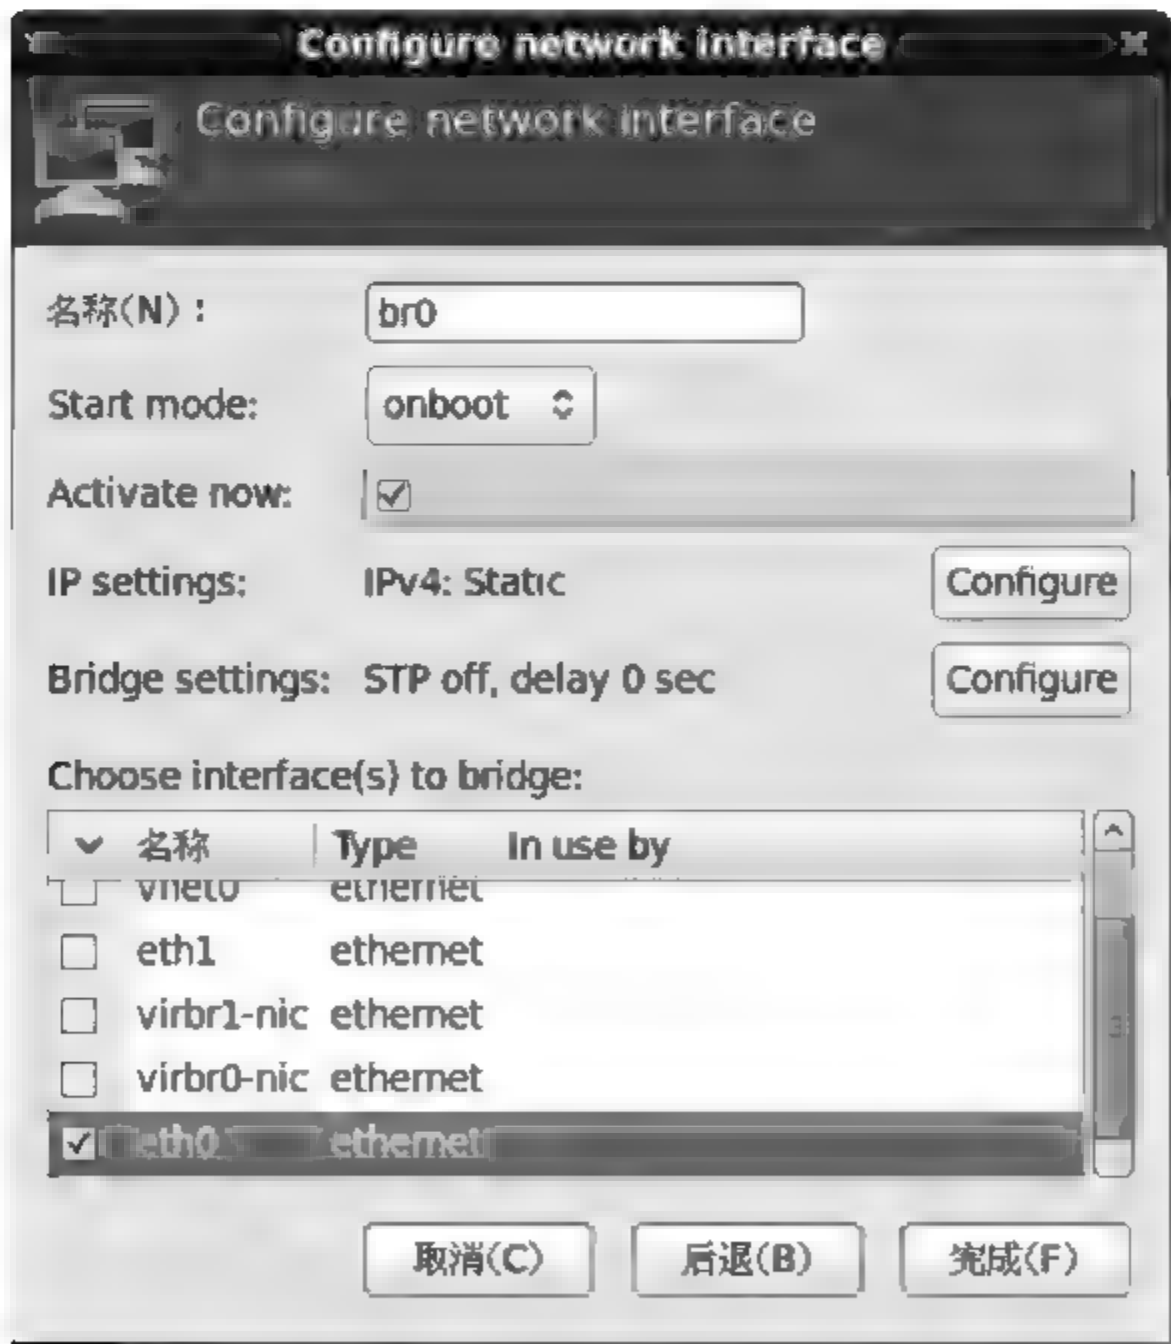 Configure network interface
Configure network interface
名称(N)： br0
Start mode: onboot
Activate now:
IP settings: IPv4: Static Configure
Bridge settings: STP off, delay 0 sec Configure
Choose interface(s) to bridge:
名称 Type In use by
vnet0 ethernet
eth1 ethernet
virbr1-nic ethernet
virbr0-nic ethernet
eth0 ethernet
取消(C) 后退(B) 完成(F)